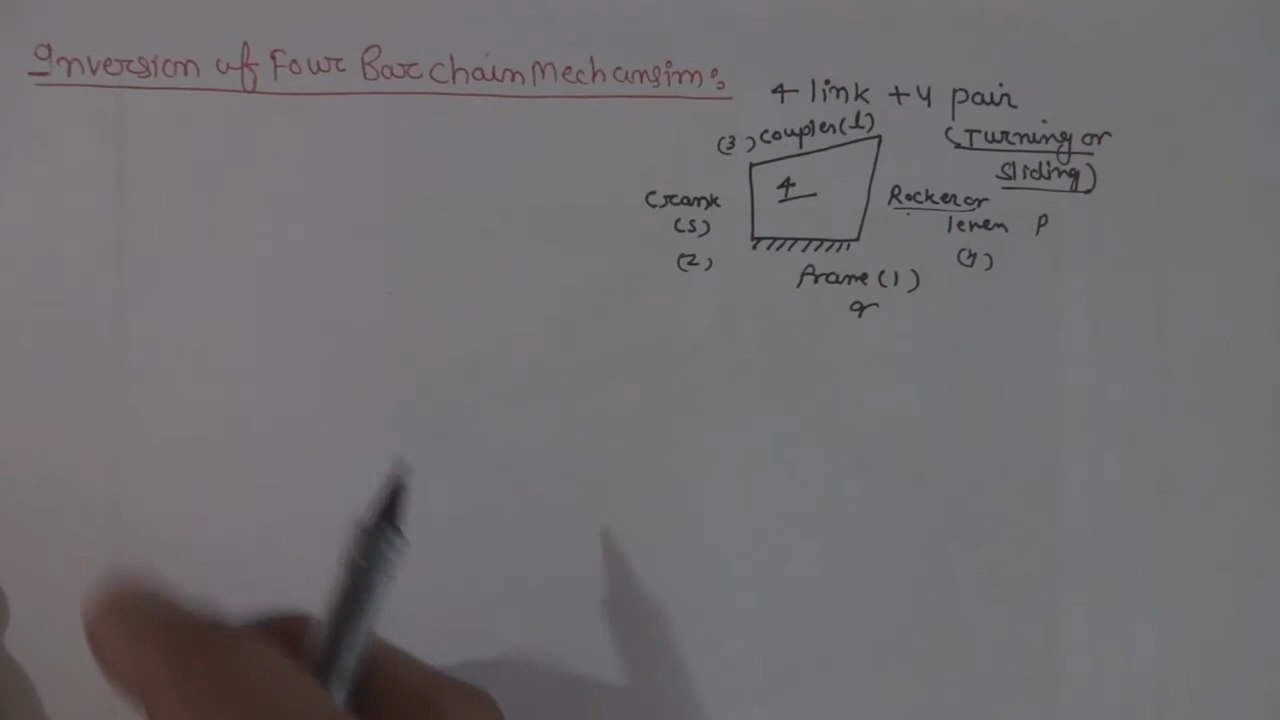 Inversion of Four Bar chain Mechansim:
4 link + 4 pair
(Turning or
sliding)
(3) coupler (l)
4
Crank
(s)
(2)
Rocker or
lever P
(4)
frame (1)
q